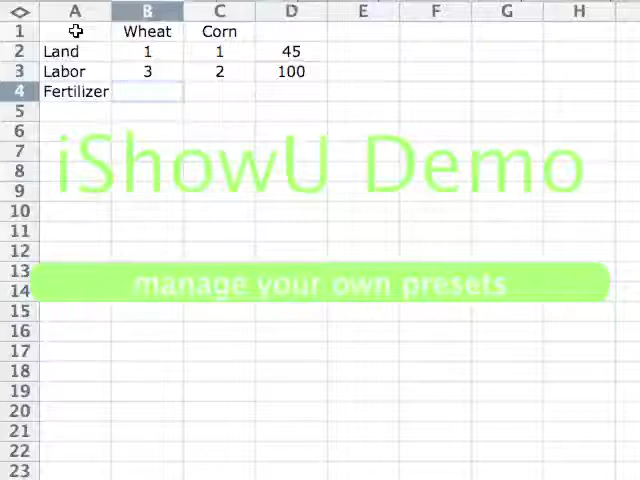 A B C D E F G H
1 Wheat Corn
2 Land 1 1 45
3 Labor 3 2 100
4 Fertilizer
5
6
7
8
9
10
11
12
13
14
15
16
17
18
19
20
21
22
23
iShowU Demo
manage your own presets